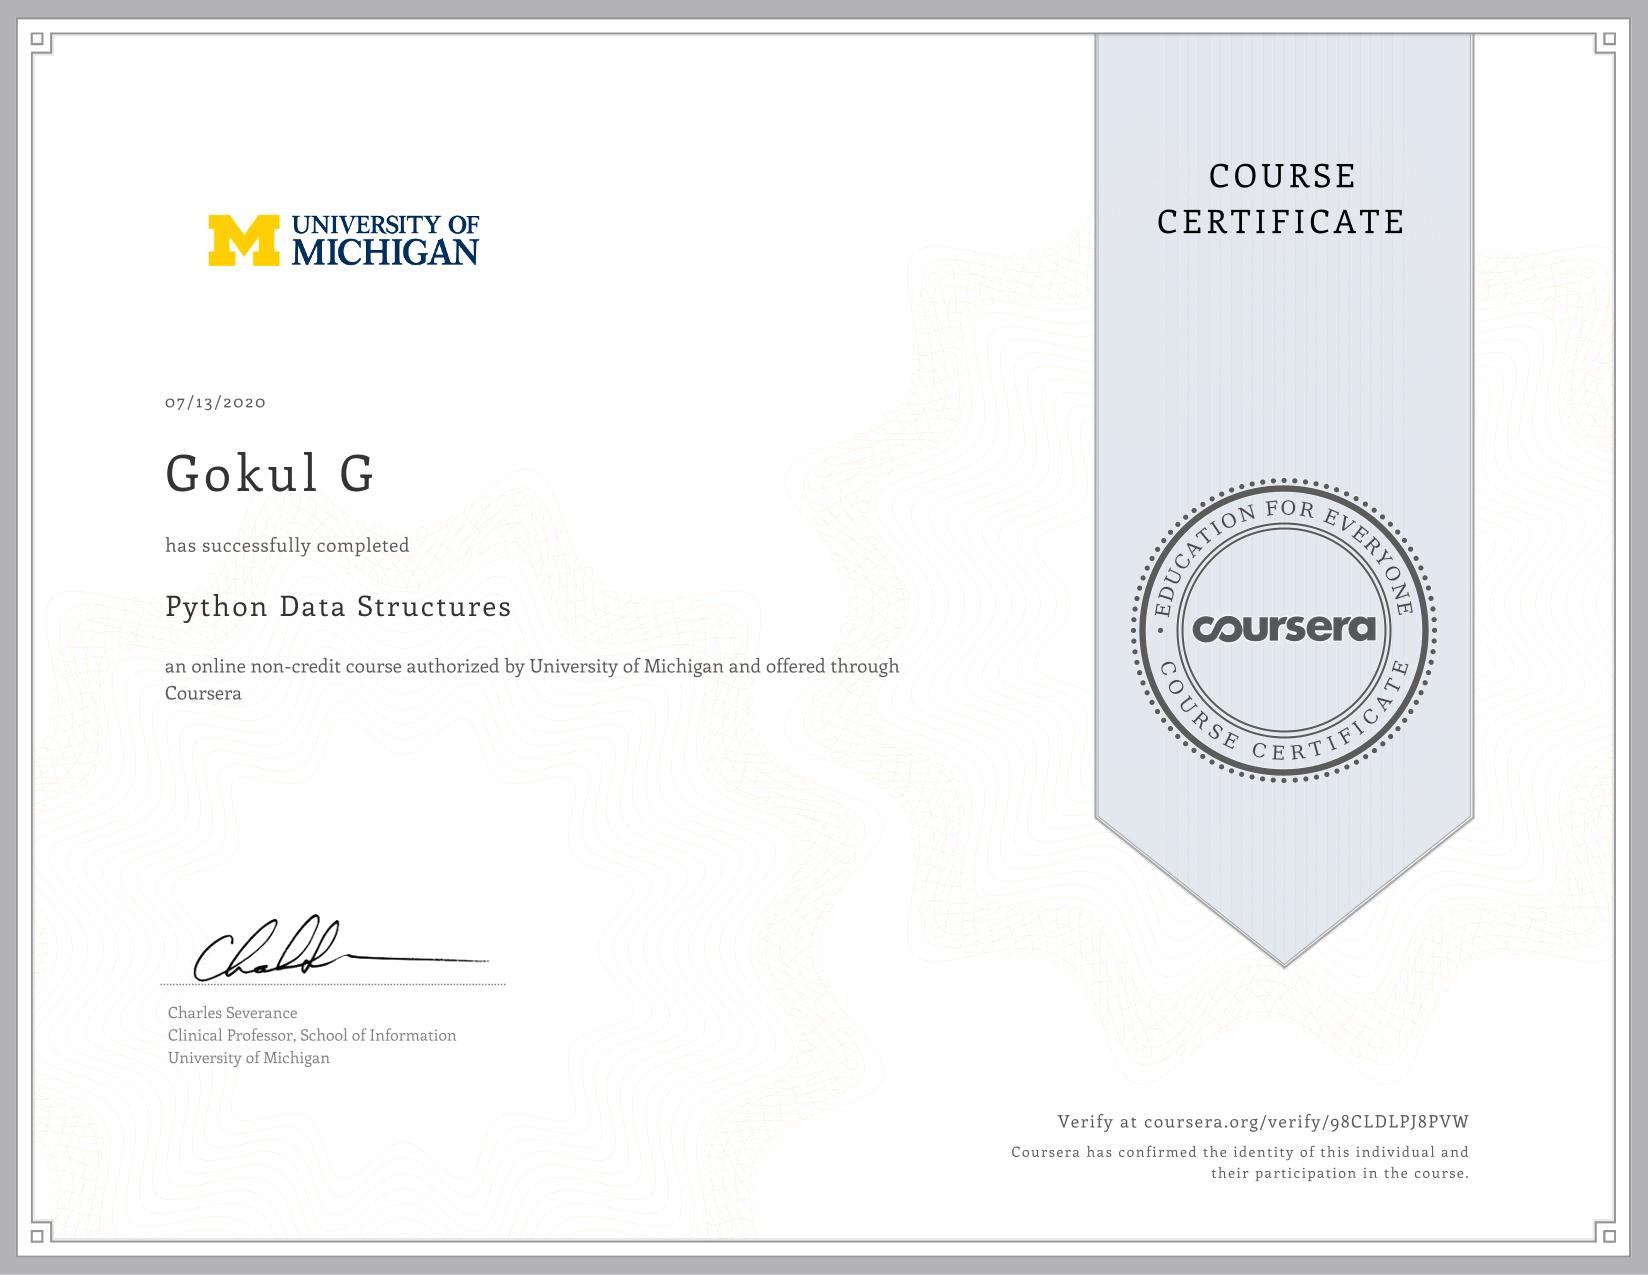 COURSE
CERTIFICATE
UNIVERSITY OF
MICHIGAN
07/13/2020
Gokul G
has successfully completed
Python Data Structures
an online non-credit course authorized by University of Michigan and offered through
Coursera
• EDUCATION FOR EVERYONE •
coursera
COURSE CERTIFICATE
Charles Severance
Clinical Professor, School of Information
University of Michigan
Verify at coursera.org/verify/98CLDLPJ8PVW
Coursera has confirmed the identity of this individual and
their participation in the course.